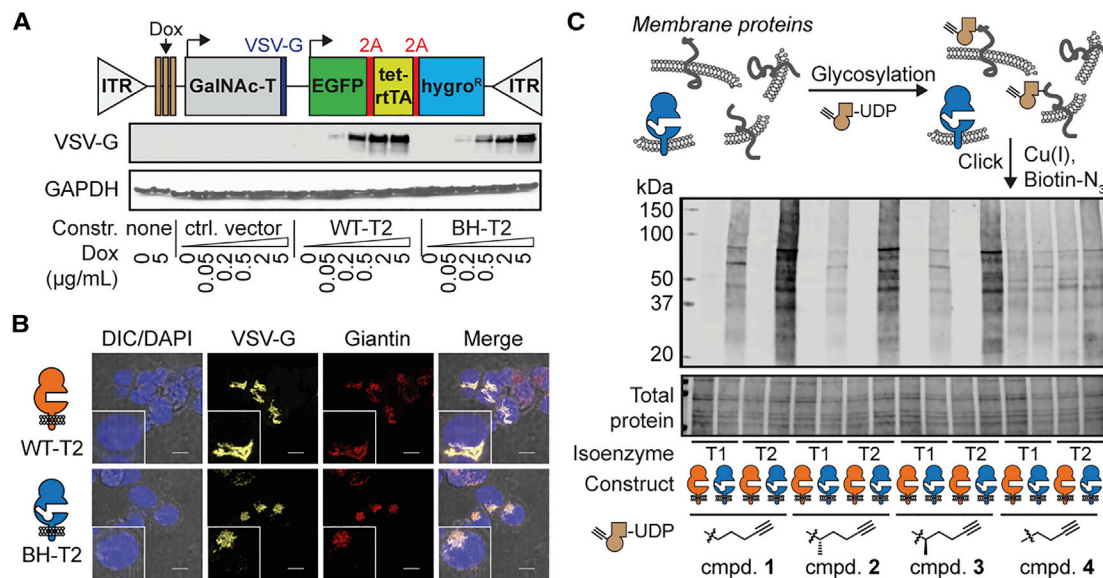 A
Dox
VSV-G
2A
2A
ITR
GalNAc-T
EGFP
tet-
rtTA
hygroR
ITR
VSV-G
GAPDH
Constr. none ctrl. vector WT-T2 BH-T2
Dox
(µg/mL)
0 5 0 0.05 0.2 0.5 2 5 0 0.05 0.2 0.5 2 5 0 0.05 0.2 0.5 2 5
B
DIC/DAPI VSV-G Giantin Merge
WT-T2
BH-T2
C
Membrane proteins
-UDP
Glycosylation
-UDP
-UDP
Click
Cu(I),
Biotin-N3
kDa
150
100
50
37
20
Total
protein
Isoenzyme T1 T2 T1 T2 T1 T2 T1 T2
Construct
-UDP
cmpd. 1 cmpd. 2 cmpd. 3 cmpd. 4